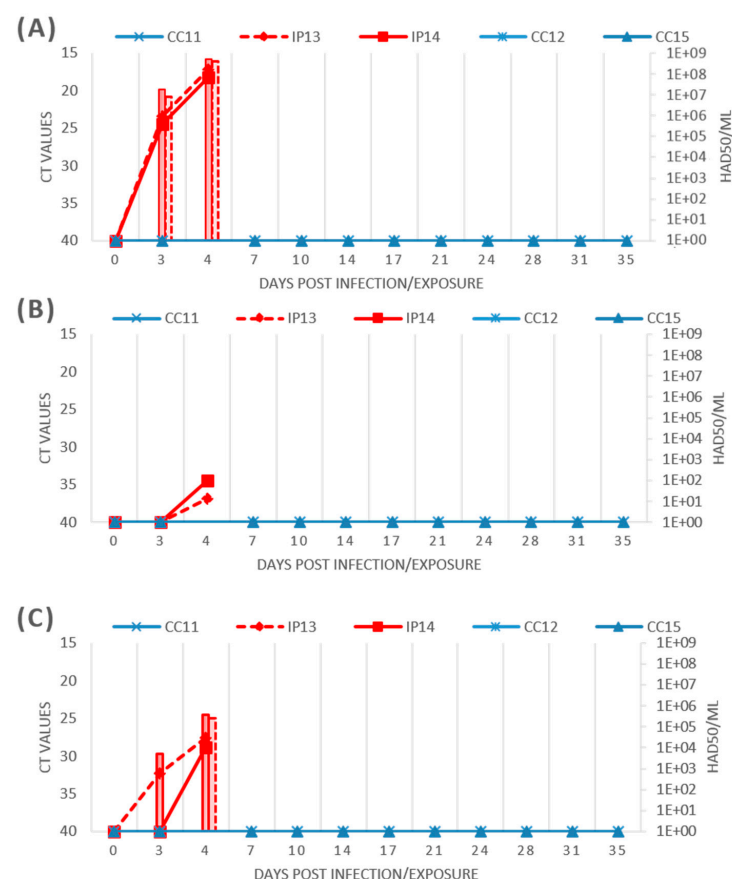 (A)
CC11 IP13 IP14 CC12 CC15
CT VALUES
15
20
25
30
35
40
1E+09
1E+08
1E+07
1E+06
1E+05
1E+04
1E+03
1E+02
1E+01
1E+00
HAD50/ML
0 3 4 7 10 14 17 21 24 28 31 35
DAYS POST INFECTION/EXPOSURE
(B)
CC11 IP13 IP14 CC12 CC15
CT VALUES
15
20
25
30
35
40
1E+09
1E+08
1E+07
1E+06
1E+05
1E+04
1E+03
1E+02
1E+01
1E+00
HAD50/ML
0 3 4 7 10 14 17 21 24 28 31 35
DAYS POST INFECTION/EXPOSURE
(C)
CC11 IP13 IP14 CC12 CC15
CT VALUES
15
20
25
30
35
40
1E+09
1E+08
1E+07
1E+06
1E+05
1E+04
1E+03
1E+02
1E+01
1E+00
HAD50/ML
0 3 4 7 10 14 17 21 24 28 31 35
DAYS POST INFECTION/EXPOSURE